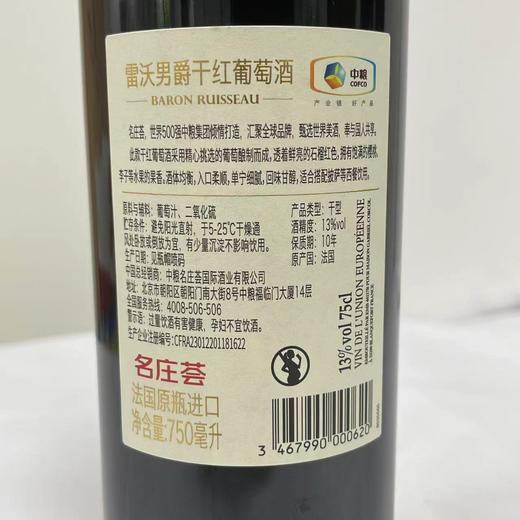 雷沃男爵干红葡萄酒
BARON RUISSEAU
中粮
COFCO
产业链 好产品
名庄荟，世界500强中粮集团倾情打造，汇聚全球品牌，甄选世界美酒，奉与国人共享。
此款干红葡萄酒采用精心挑选的葡萄酿制而成，透着鲜亮的石榴红色，拥有饱满的樱桃、
李子等水果的果香。酒体均衡，入口柔顺，单宁细腻，回味甘醇，适合搭配披萨等西餐饮用。
原料与辅料：葡萄汁、二氧化硫
贮存条件：避免阳光直射，于5-25℃干燥通
风处卧放或倒放为宜，有少量沉淀不影响饮用。
生产日期：见瓶帽喷码
产品类型：干型
酒精度：13%vol
保质期：10年
原产国：法国
中国总经销商：中粮名庄荟国际酒业有限公司
地址：北京市朝阳区朝阳门南大街8号中粮福临门大厦14层
全国服务热线：4008-506-506
警示语：过量饮酒有害健康，孕妇不宜饮酒。
生产企业注册编号：CFRA23012201181622
名庄荟
法国原瓶进口
净含量:750毫升
13%vol 75cl
VIN DE L'UNION EUROPÉENNE
3 467990 000620